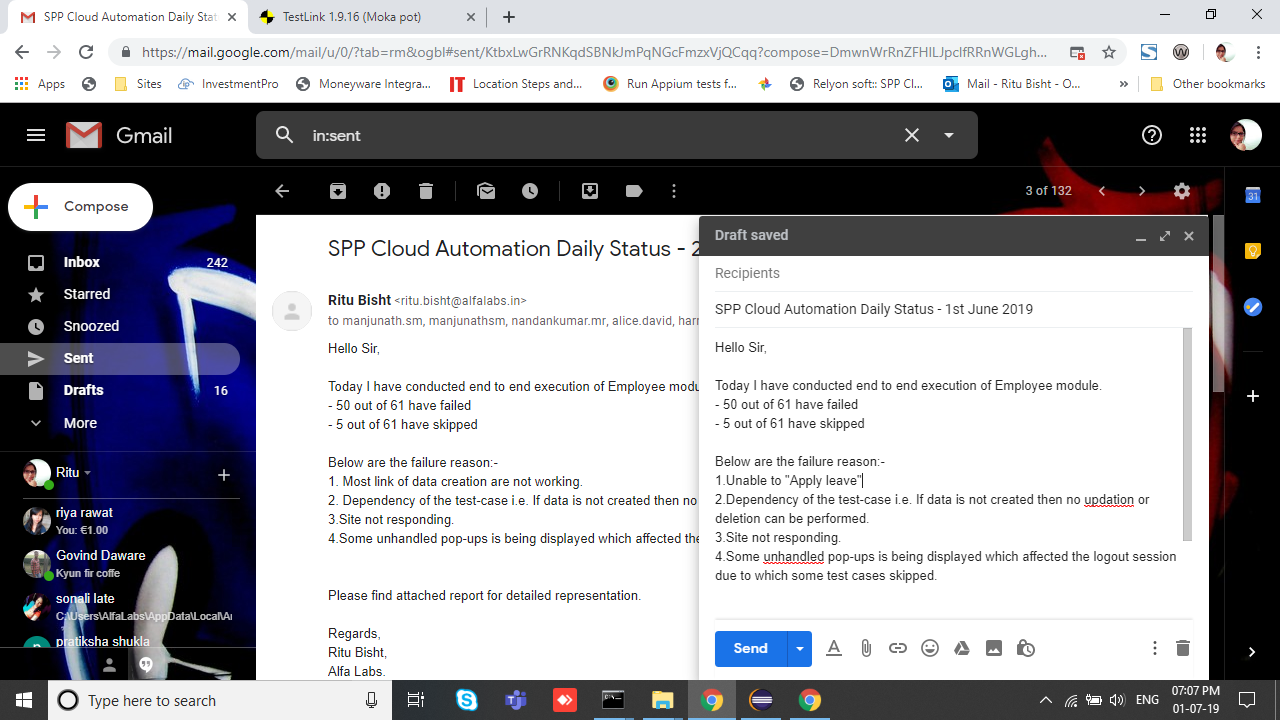 SPP Cloud Automation Daily Stat
TestLink 1.9.16 (Moka pot)
https://mail.google.com/mail/u/0/?tab=rm&ogbl#sent/KtbxLwGrRNKqdSBNkJmPqNGcFmzxVjQCqq?compose=DmwnWrRnZFHlLJpclfRRnWGLgh...
Apps
Sites
InvestmentPro
Moneyware Integra...
IT Location Steps and...
Run Appium tests f...
Relyon soft:: SPP Cl...
Mail - Ritu Bisht - O...
Other bookmarks
Gmail
in:sent
Compose
3 of 132
31
Inbox 242
Starred
Snoozed
Sent
Drafts 16
More
Ritu
riya rawat
You: €1.00
Govind Daware
Kyun fir coffe
sonali late
C:\Users\AlfaLabs\AppData\Local\A
pratiksha shukla
SPP Cloud Automation Daily Status - 2
Ritu Bisht <ritu.bisht@alfalabs.in>
to manjunath.sm, manjunathsm, nandankumar.mr, alice.david, harr
Hello Sir,
Today I have conducted end to end execution of Employee modu
- 50 out of 61 have failed
- 5 out of 61 have skipped
Below are the failure reason:-
1. Most link of data creation are not working.
2. Dependency of the test-case i.e. If data is not created then no
3.Site not responding.
4.Some unhandled pop-ups is being displayed which affected the
Please find attached report for detailed representation.
Regards,
Ritu Bisht,
Alfa Labs.
Draft saved
Recipients
SPP Cloud Automation Daily Status - 1st June 2019
Hello Sir,
Today I have conducted end to end execution of Employee module.
- 50 out of 61 have failed
- 5 out of 61 have skipped
Below are the failure reason:-
1.Unable to "Apply leave"
2.Dependency of the test-case i.e. If data is not created then no updation or
deletion can be performed.
3.Site not responding.
4.Some unhandled pop-ups is being displayed which affected the logout session
due to which some test cases skipped.
Send
Type here to search
ENG
07:07 PM
01-07-19